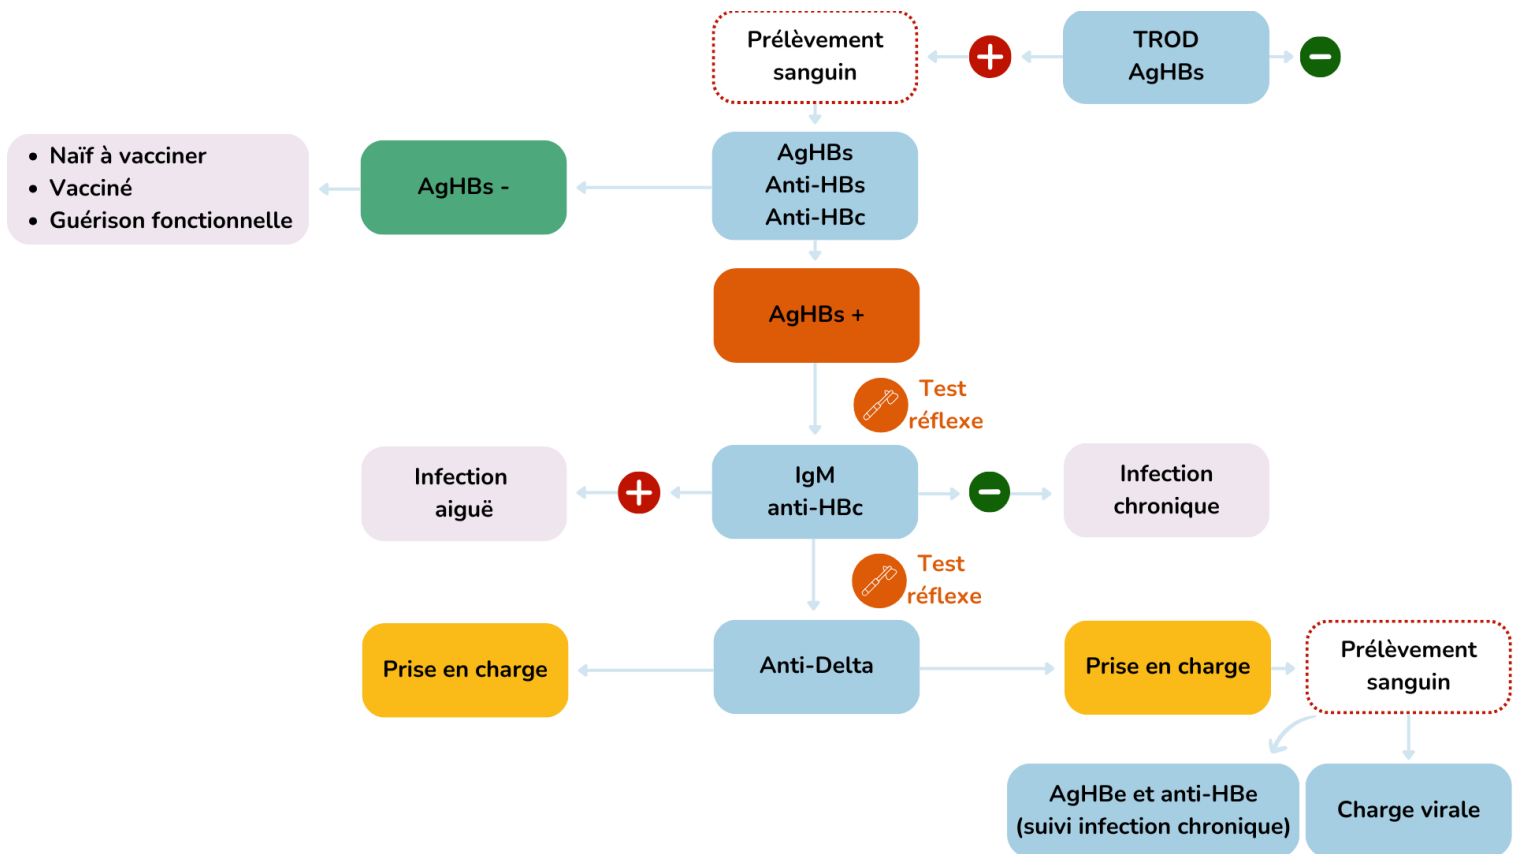 Prélèvement
sanguin
TROD
AgHBs
• Naïf à vacciner
• Vacciné
• Guérison fonctionnelle
AgHBs -
AgHBs
Anti-HBs
Anti-HBc
AgHBs +
Test
réflexe
Infection
aiguë
IgM
anti-HBc
Infection
chronique
Test
réflexe
Prise en charge
Anti-Delta
Prise en charge
Prélèvement
sanguin
AgHBe et anti-HBe
(suivi infection chronique)
Charge virale